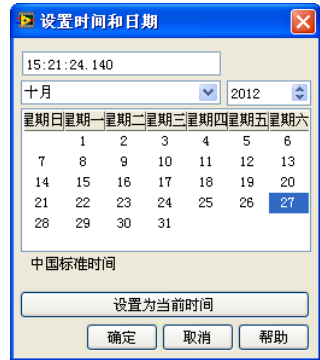 设置时间和日期
15:21:24.140
十月 2012
星期日 星期一 星期二 星期三 星期四 星期五 星期六
1 2 3 4 5 6
7 8 9 10 11 12 13
14 15 16 17 18 19 20
21 22 23 24 25 26 27
28 29 30 31
中国标准时间
设置为当前时间
确定 取消 帮助